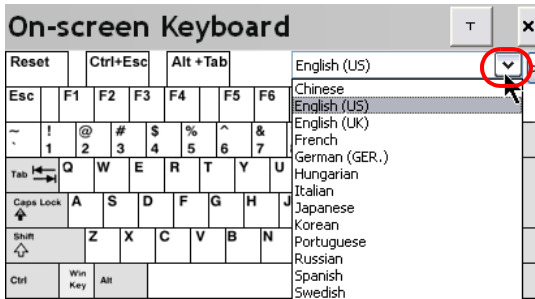 On-screen Keyboard T x
Reset Ctrl+Esc Alt +Tab English (US)
Esc F1 F2 F3 F4 F5 F6
Chinese
English (US)
English (UK)
French
German (GER.)
Hungarian
Italian
Japanese
Korean
Portuguese
Russian
Spanish
Swedish
~ ! @ # $ % ^ &
` 1 2 3 4 5 6 7
Tab Q W E R T Y U
Caps Lock A S D F G H J
Shift Z X C V B N
Ctrl Win Key Alt